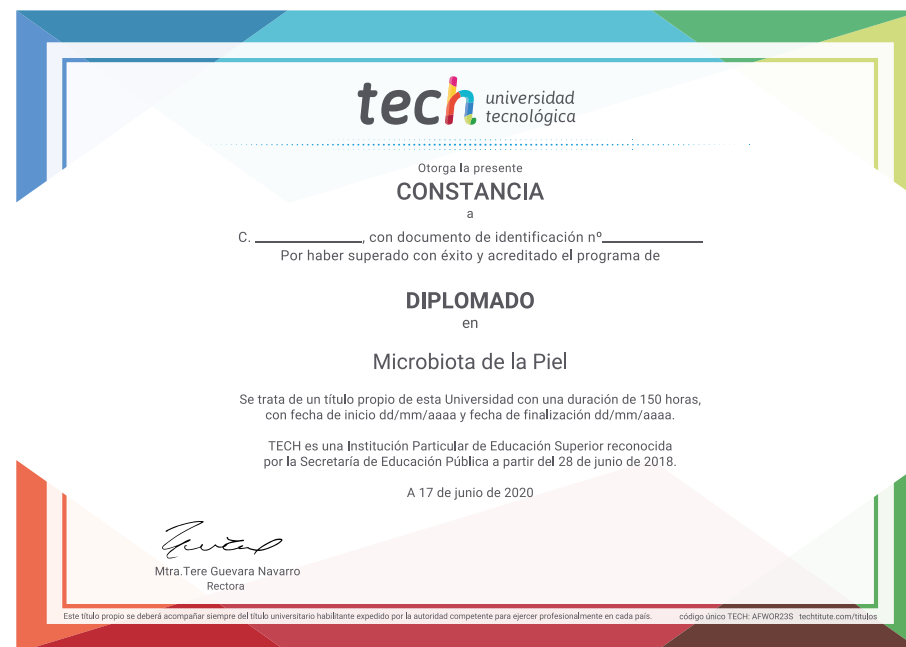 tech universidad
tecnológica
Otorga la presente
CONSTANCIA
a
C. ____________, con documento de identificación nº____________
Por haber superado con éxito y acreditado el programa de
DIPLOMADO
en
Microbiota de la Piel
Se trata de un título propio de esta Universidad con una duración de 150 horas,
con fecha de inicio dd/mm/aaaa y fecha de finalización dd/mm/aaaa.
TECH es una Institución Particular de Educación Superior reconocida
por la Secretaría de Educación Pública a partir del 28 de junio de 2018.
A 17 de junio de 2020
Mtra.Tere Guevara Navarro
Rectora
Este título propio se deberá acompañar siempre del título universitario habilitante expedido por la autoridad competente para ejercer profesionalmente en cada país. código único TECH: AFWOR23S techtitute.com/titulos